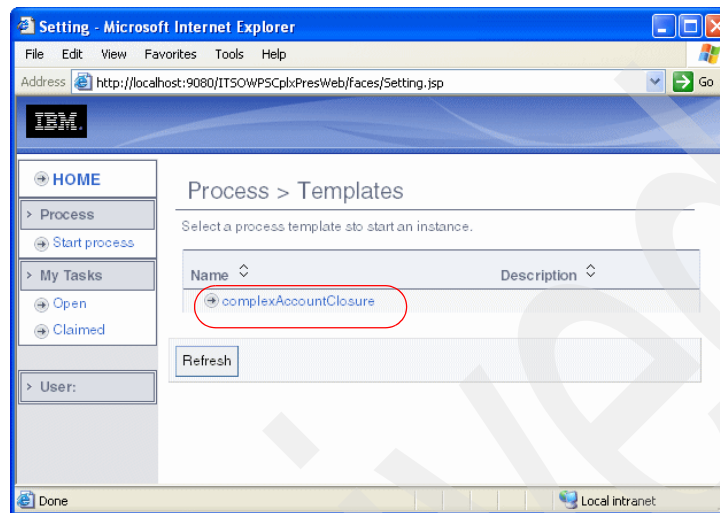 Setting - Microsoft Internet Explorer
File Edit View Favorites Tools Help
Address http://localhost:9080/ITSOWPSCplxPresWeb/faces/Setting.jsp Go
IBM.
HOME
Process > Templates
> Process
Select a process template sto start an instance.
Start process
> My Tasks
Name Description
Open
complexAccountClosure
Claimed
Refresh
> User:
Done Local intranet